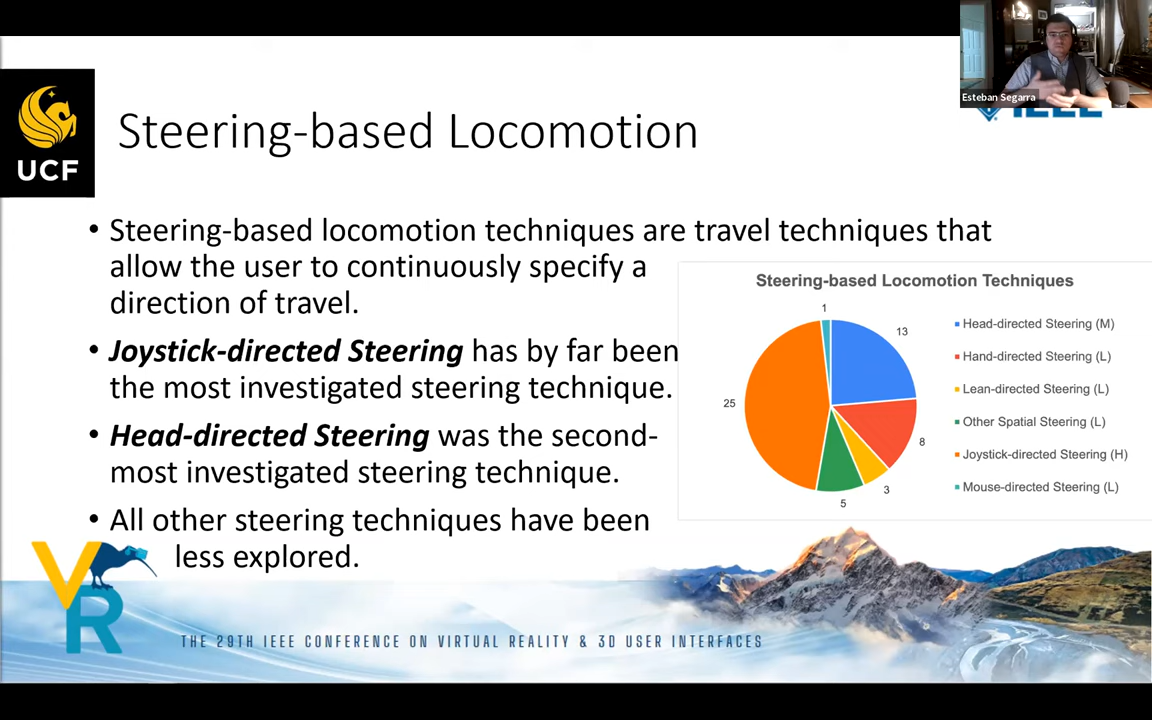 Esteban Segarra
UCF
Steering-based Locomotion
• Steering-based locomotion techniques are travel techniques that
allow the user to continuously specify a
direction of travel.
• Joystick-directed Steering has by far been
the most investigated steering technique.
• Head-directed Steering was the second-
most investigated steering technique.
• All other steering techniques have been
less explored.
Steering-based Locomotion Techniques
1
13
25
8
3
5
Head-directed Steering (M)
Hand-directed Steering (L)
Lean-directed Steering (L)
Other Spatial Steering (L)
Joystick-directed Steering (H)
Mouse-directed Steering (L)
VR
THE 29TH IEEE CONFERENCE ON VIRTUAL REALITY & 3D USER INTERFACES